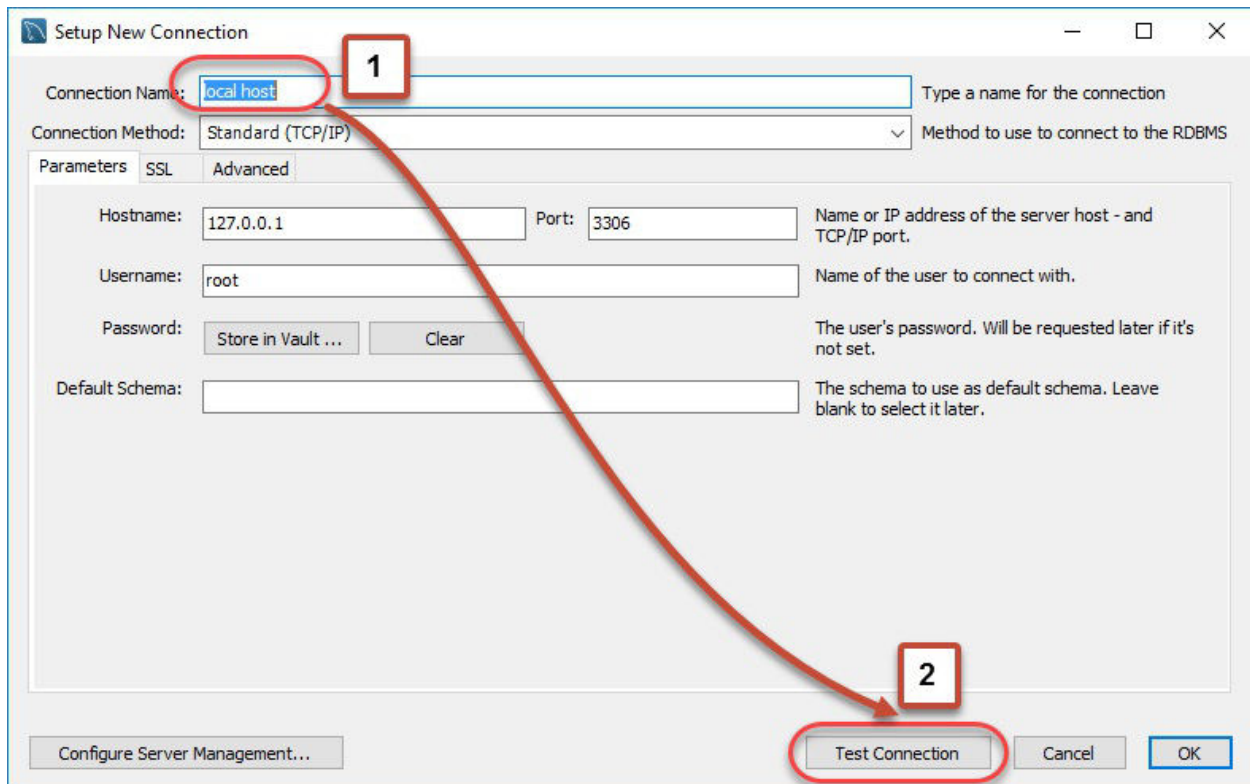 Setup New Connection
1
Connection Name: local host Type a name for the connection
Connection Method: Standard (TCP/IP) Method to use to connect to the RDBMS
Parameters SSL Advanced
Hostname: 127.0.0.1 Port: 3306 Name or IP address of the server host - and
TCP/IP port.
Username: root Name of the user to connect with.
Password: Store in Vault ... Clear The user's password. Will be requested later if it's
not set.
Default Schema: The schema to use as default schema. Leave
blank to select it later.
2
Configure Server Management... Test Connection Cancel OK